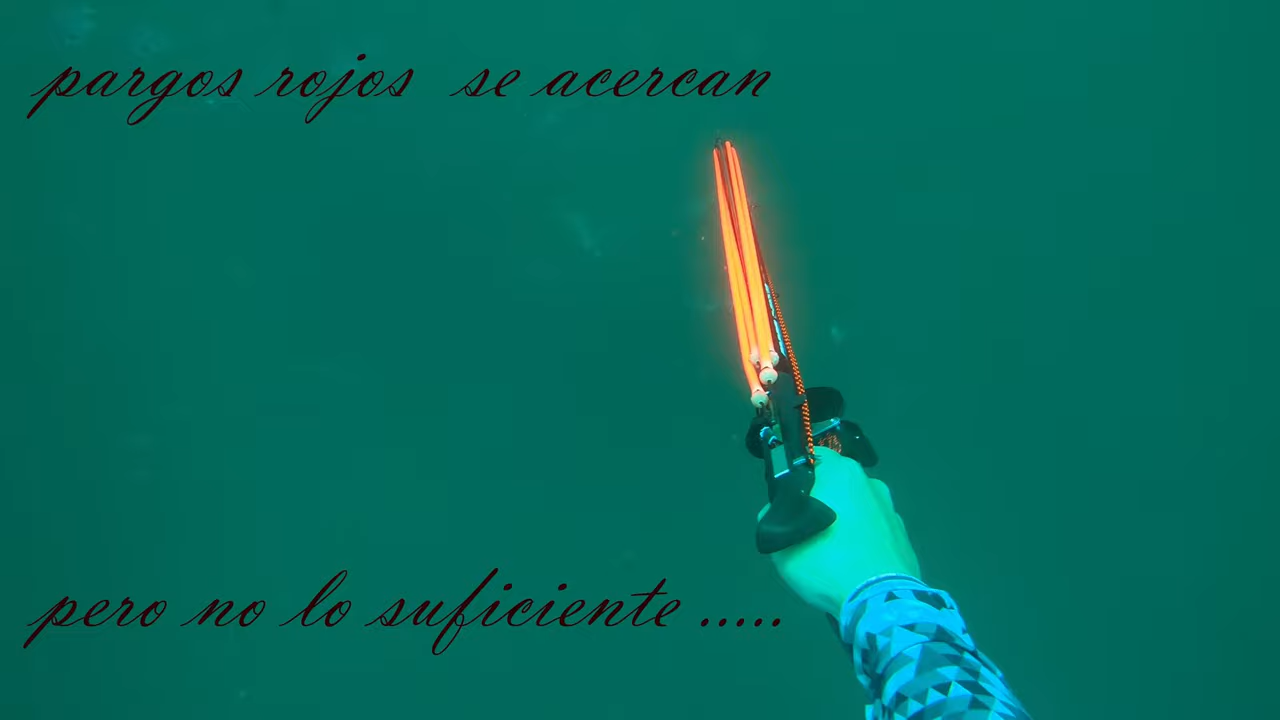 pargos rojos se acercan
pero no lo suficiente .....